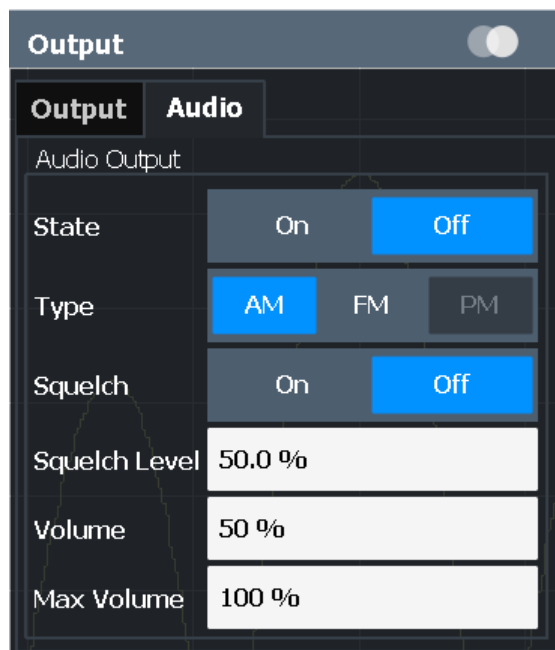 Output
Output Audio
Audio Output
State On Off
Type AM FM PM
Squelch On Off
Squelch Level 50.0 %
Volume 50 %
Max Volume 100 %